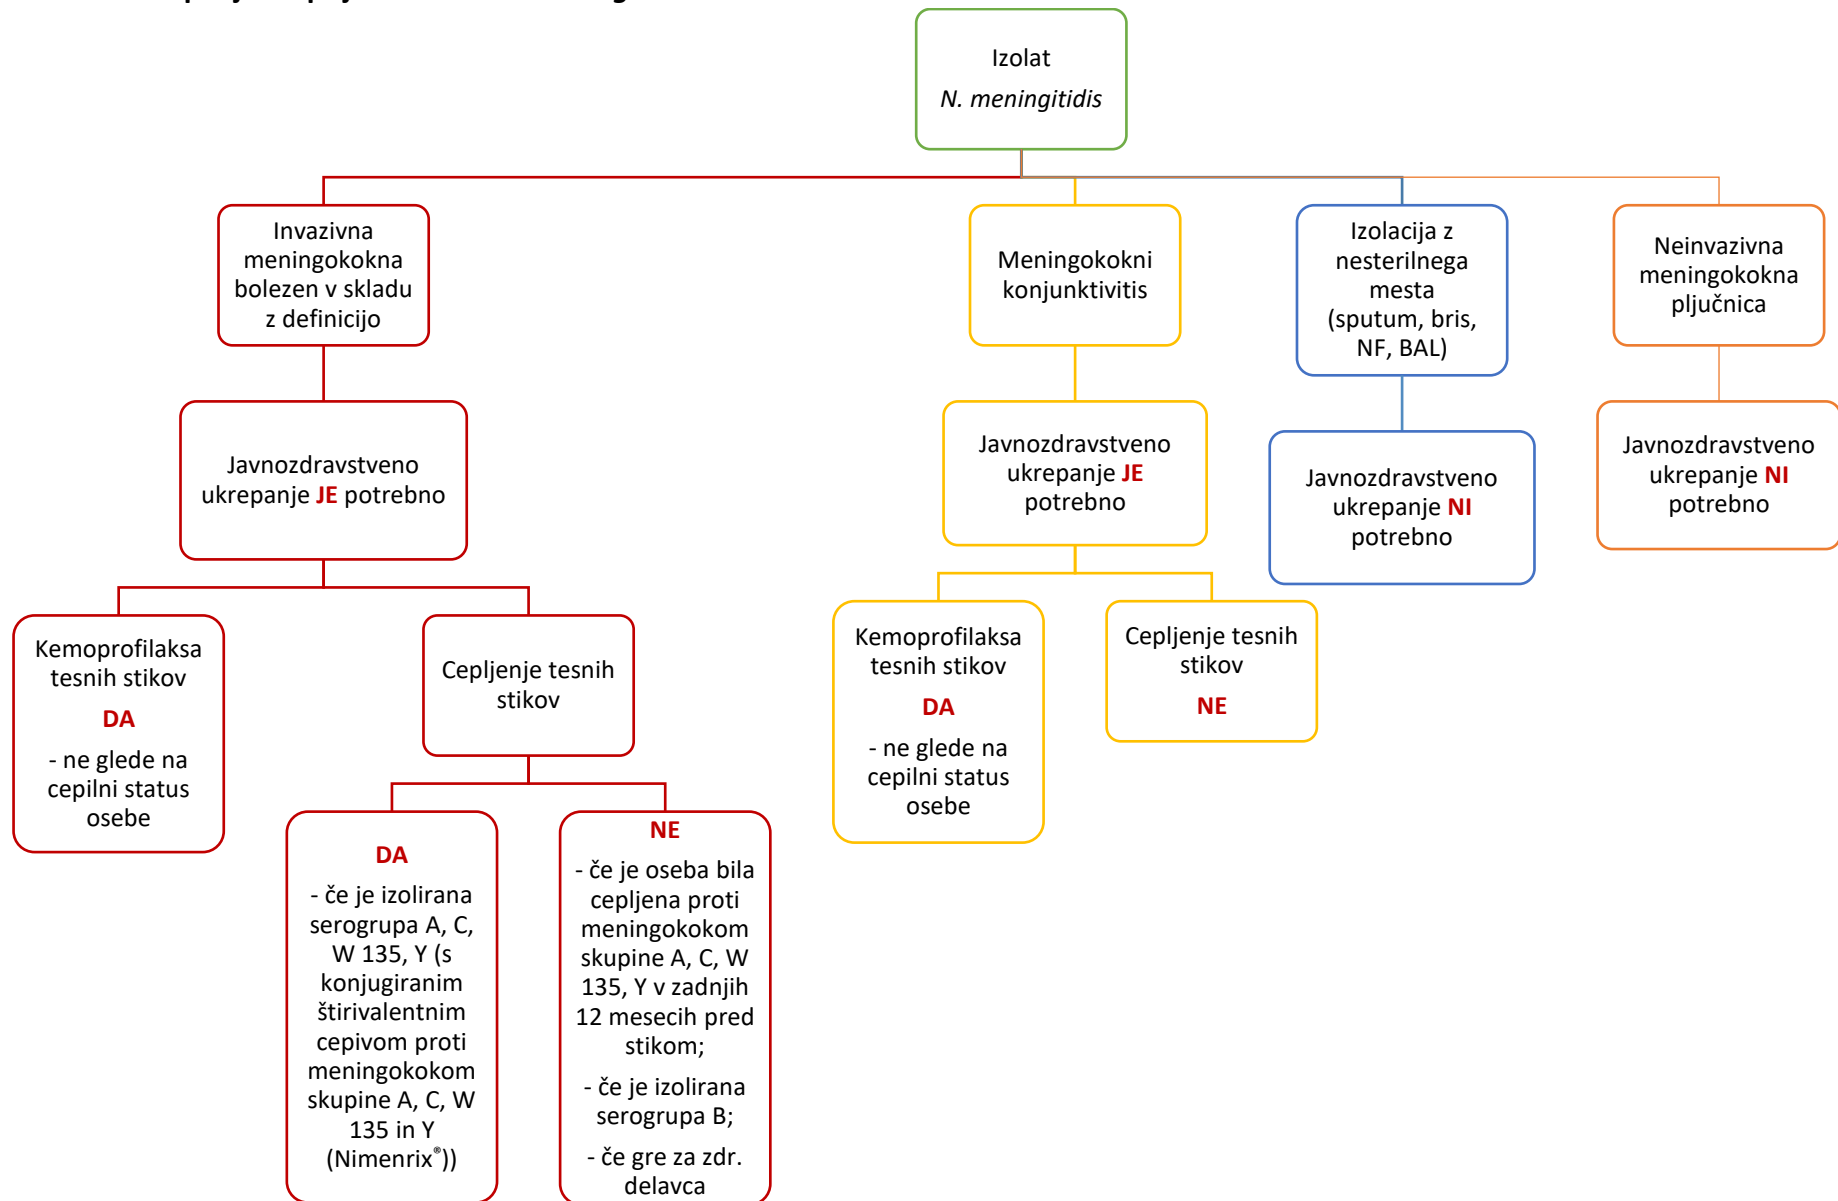 Izolat
N. meningitidis
Invazivna
meningokokna
bolezen v skladu
z definicijo
Meningokokni
konjunktivitis
Izolacija z
nesterilnega
mesta
(sputum, bris,
NF, BAL)
Neinvazivna
meningokokna
pljučnica
Javnozdravstveno
ukrepanje JE potrebno
Javnozdravstveno
ukrepanje JE
potrebno
Javnozdravstveno
ukrepanje NI
potrebno
Javnozdravstveno
ukrepanje NI
potrebno
Kemoprofilaksa
tesnih stikov
DA
- ne glede na
cepilni status
osebe
Cepljenje tesnih
stikov
Kemoprofilaksa
tesnih stikov
DA
- ne glede na
cepilni status
osebe
Cepljenje tesnih
stikov
NE
DA
- če je izolirana
serogrupa A, C,
W 135, Y (s
konjugiranim
štirivalentnim
cepivom proti
meningokokom
skupine A, C, W
135 in Y
(Nimenrix®))
NE
- če je oseba bila
cepljena proti
meningokokom
skupine A, C, W
135, Y v zadnjih
12 mesecih pred
stikom;
- če je izolirana
serogrupa B;
- če gre za zdr.
delavca